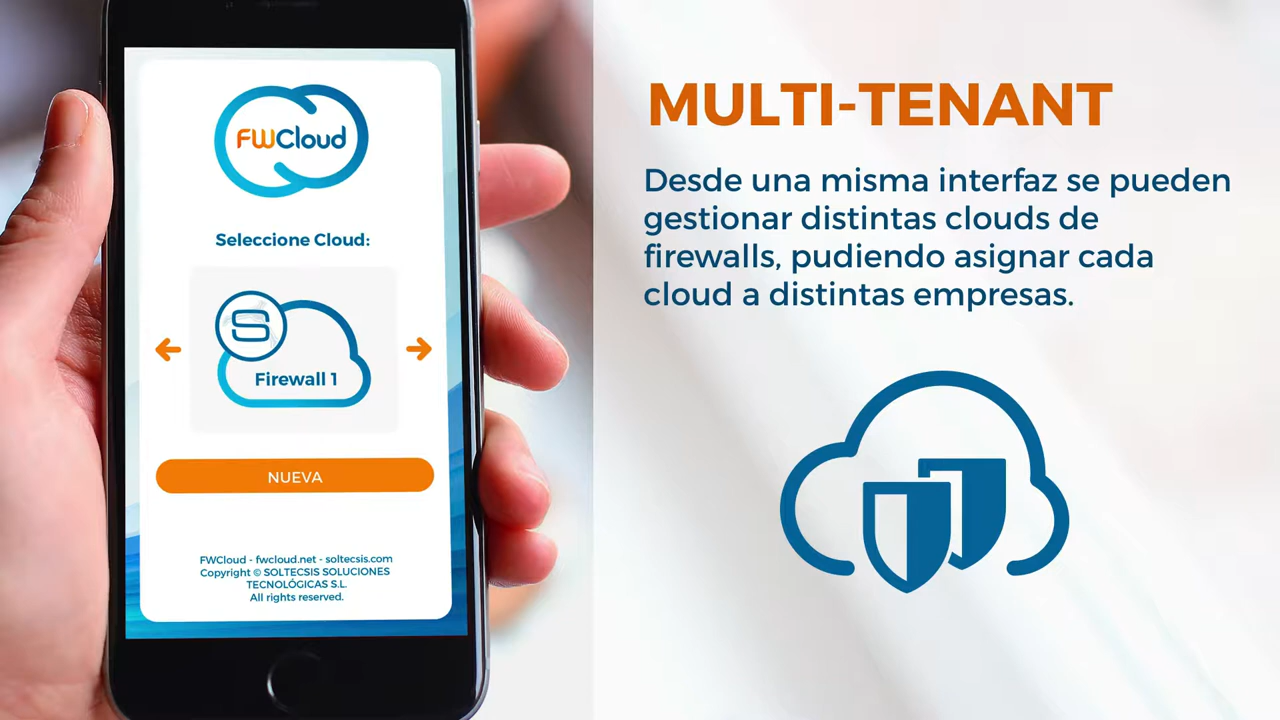 FWCloud
Seleccione Cloud:
Firewall 1
NUEVA
FWCloud - fwcloud.net - soltecsis.com
Copyright © SOLTECSIS SOLUCIONES
TECNOLÓGICAS S.L.
All rights reserved.
MULTI-TENANT
Desde una misma interfaz se pueden
gestionar distintas clouds de
firewalls, pudiendo asignar cada
cloud a distintas empresas.